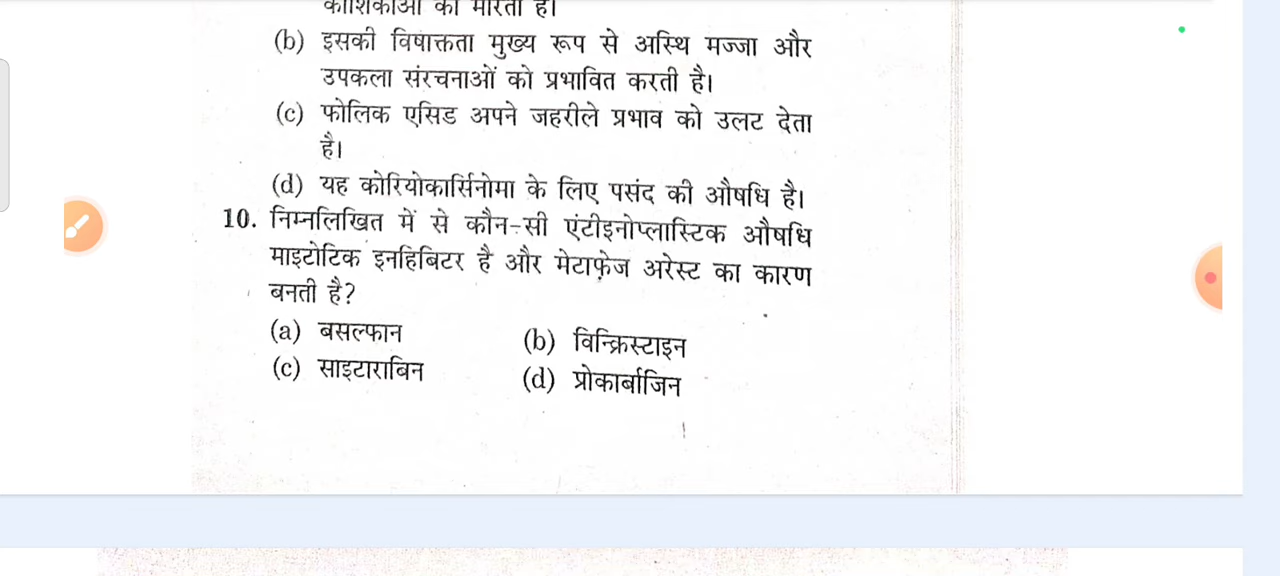 कोशिकाओं को मारता है।
(b) इसकी विषाक्तता मुख्य रूप से अस्थि मज्जा और
उपकला संरचनाओं को प्रभावित करती है।
(c) फोलिक एसिड अपने जहरीले प्रभाव को उलट देता
है।
(d) यह कोरियोकार्सिनोमा के लिए पसंद की औषधि है।
10. निम्नलिखित में से कौन-सी एंटीइनोप्लास्टिक औषधि
माइटोटिक इनहिबिटर है और मेटाफ़ेज अरेस्ट का कारण
बनती है?
(a) बसल्फान
(b) विन्क्रिस्टाइन
(c) साइटाराबिन
(d) प्रोकार्बाजिन